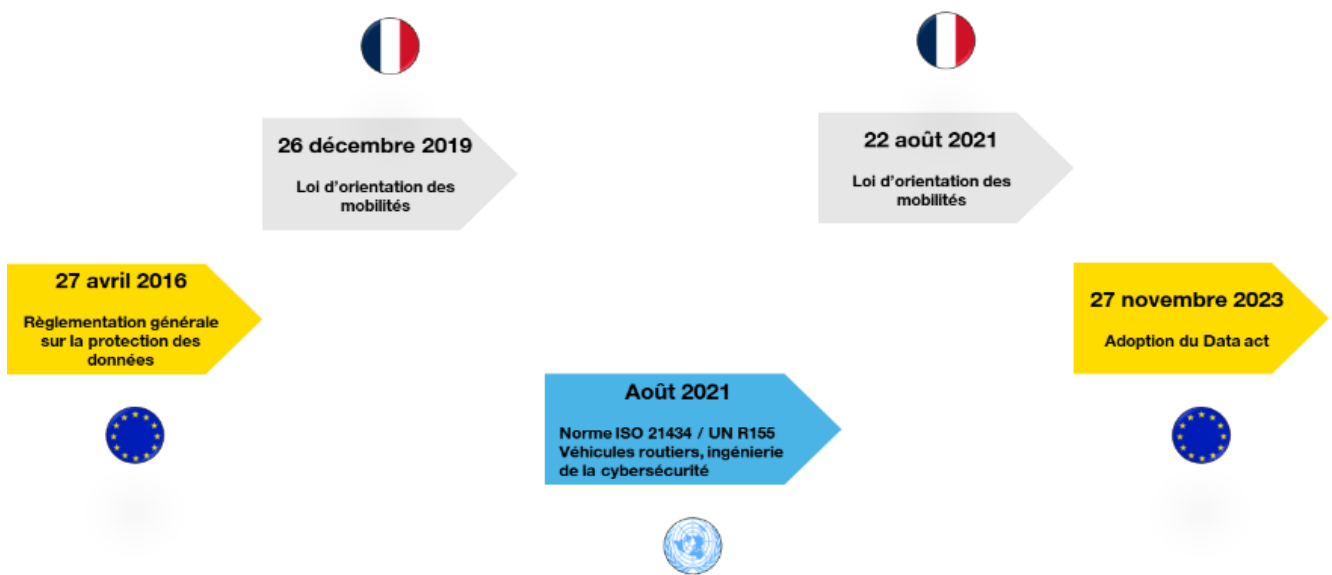 27 avril 2016
Règlementation générale
sur la protection des
données
26 décembre 2019
Loi d'orientation des
mobilités
Août 2021
Norme ISO 21434 / UN R155
Véhicules routiers, ingénierie
de la cybersécurité
22 août 2021
Loi d'orientation des
mobilités
27 novembre 2023
Adoption du Data act